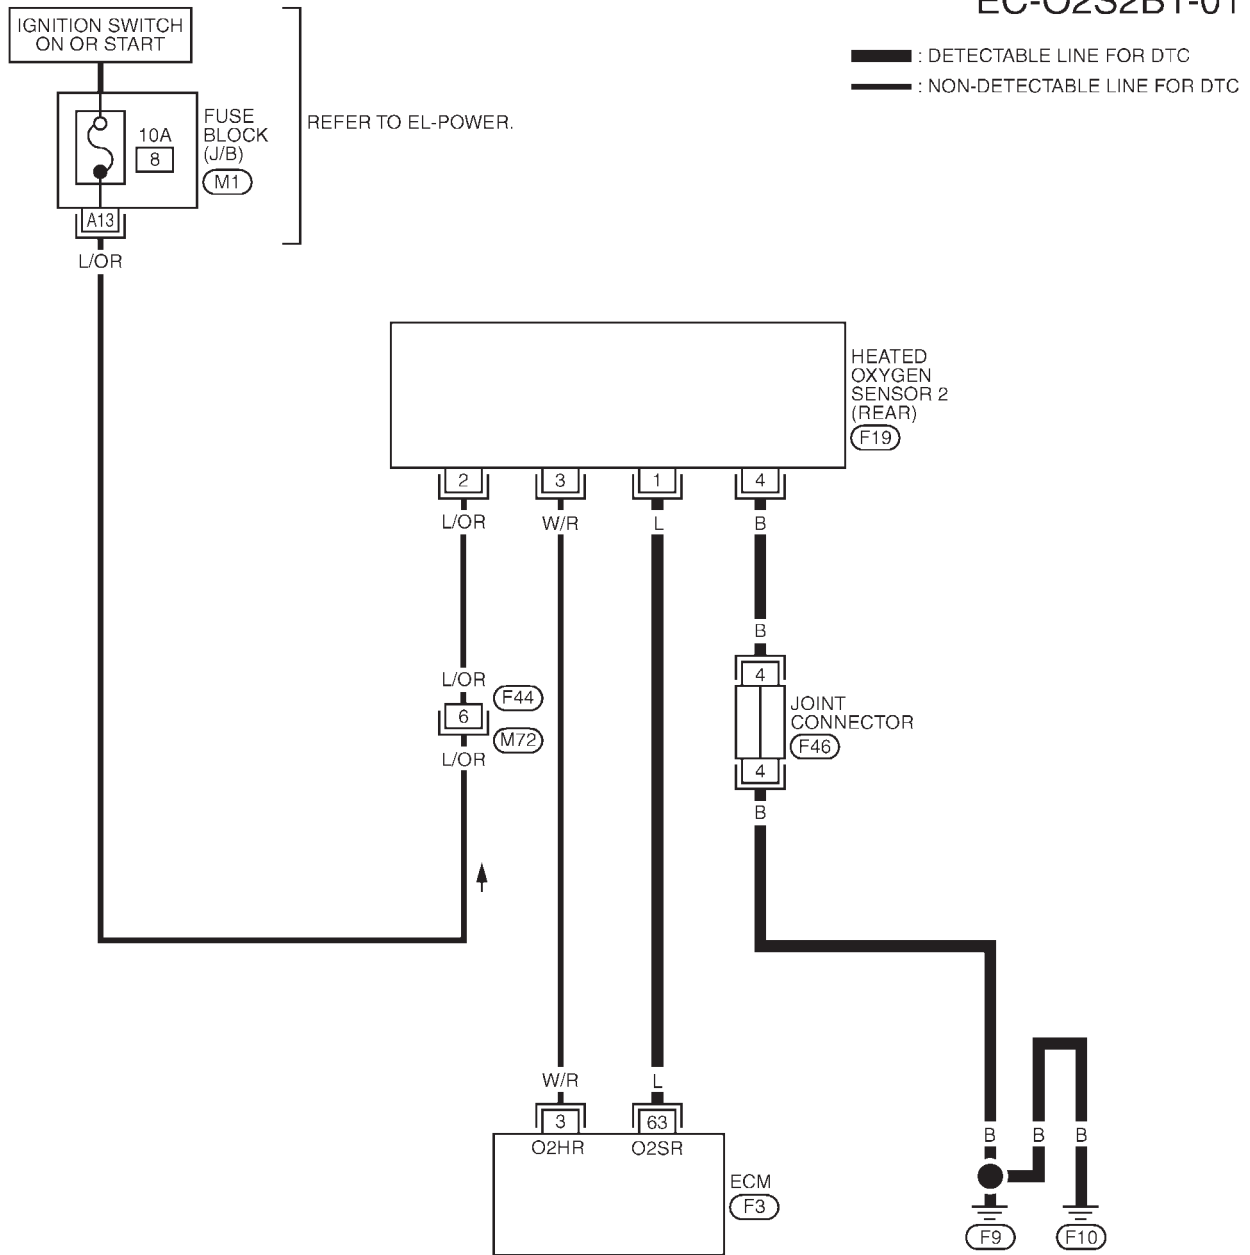 EC-O2S2B1-01
IGNITION SWITCH
ON OR START
: DETECTABLE LINE FOR DTC
: NON-DETECTABLE LINE FOR DTC
10A
8
FUSE
BLOCK
(J/B)
M1
REFER TO EL-POWER.
A13
L/OR
HEATED
OXYGEN
SENSOR 2
(REAR)
F19
2
3
1
4
L/OR
W/R
L
B
B
L/OR
F44
6
M72
L/OR
4
JOINT
CONNECTOR
F46
4
B
W/R
L
3
63
O2HR
O2SR
ECM
F3
B
B
B
F9
F10